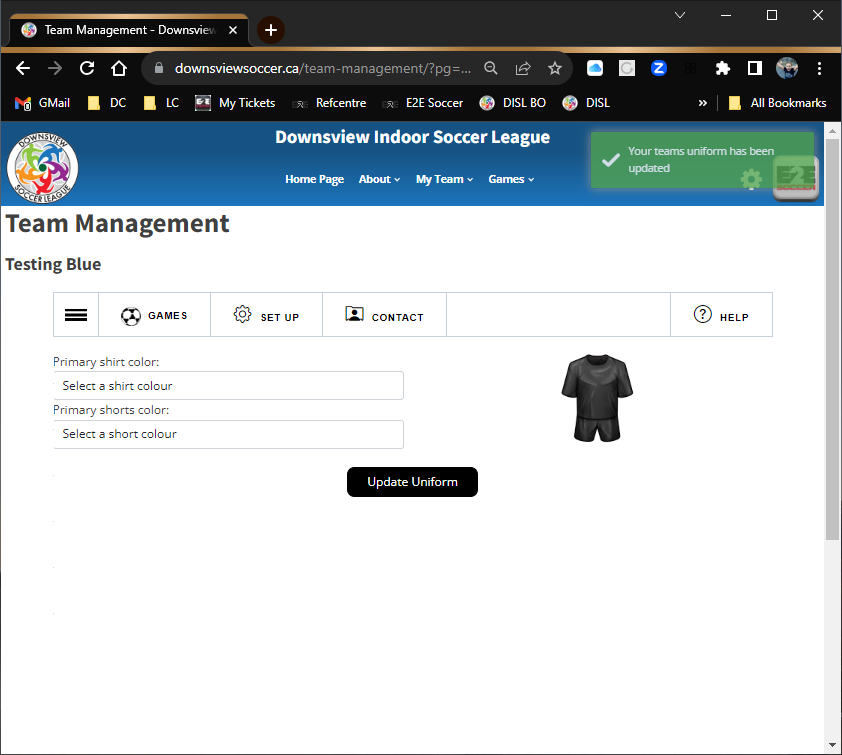 Team Management - Downsview
downsviewsoccer.ca/team-management/?pg=...
GMail DC LC My Tickets Refcentre E2E Soccer DISL BO DISL » All Bookmarks
DOWNSVIEW
SOCCER LEAGUE
Downsview Indoor Soccer League
Home Page About My Team Games
Your teams uniform has been
updated
E2E
SOCCER
Team Management
Testing Blue
GAMES SET UP CONTACT HELP
Primary shirt color:
Select a shirt colour
Primary shorts color:
Select a short colour
Update Uniform